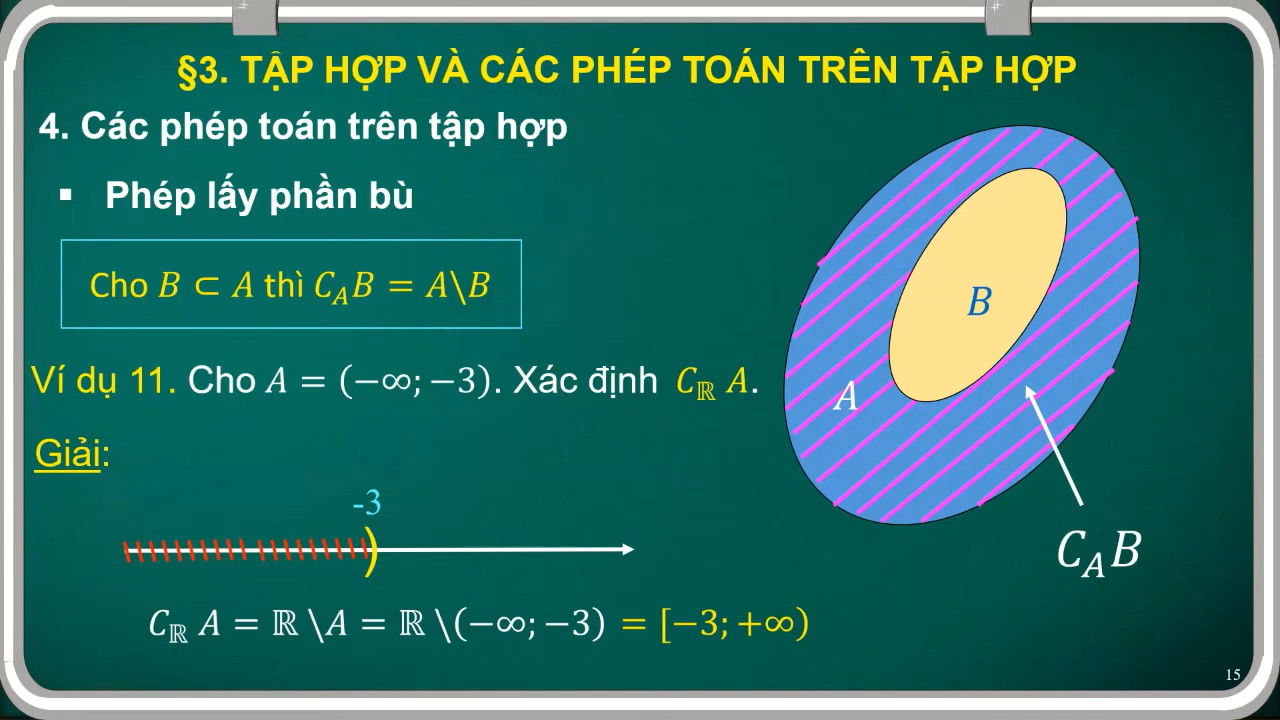 §3. TẬP HỢP VÀ CÁC PHÉP TOÁN TRÊN TẬP HỢP
4. Các phép toán trên tập hợp
▪ Phép lấy phần bù
Cho B ⊂ A thì C_A B = A\B
Ví dụ 11. Cho A = (−∞; −3). Xác định C_ℝ A.
Giải:
-3
C_ℝ A = ℝ \A = ℝ \(−∞; −3) = [−3; +∞)
B
A
C_A B
15